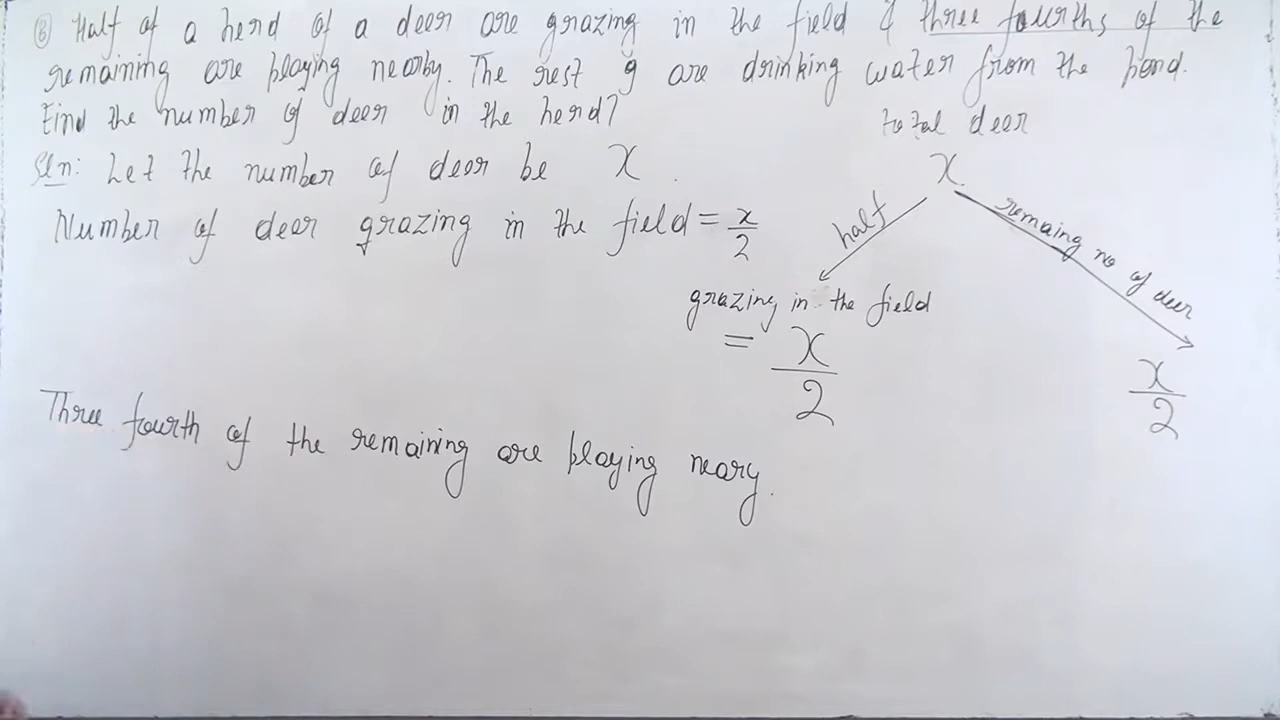 ⑧ Half of a herd of a deer are grazing in the field & three fourths of the
remaining are playing nearby. The rest 9 are drinking water from the pond.
Find the number of deer in the herd?
total deer
Sln: Let the number of deer be x.
x
Number of deer grazing in the field = x/2
half
remaing no of deer
grazing in the field
= x/2
x/2
Three fourth of the remaining are playing neary.